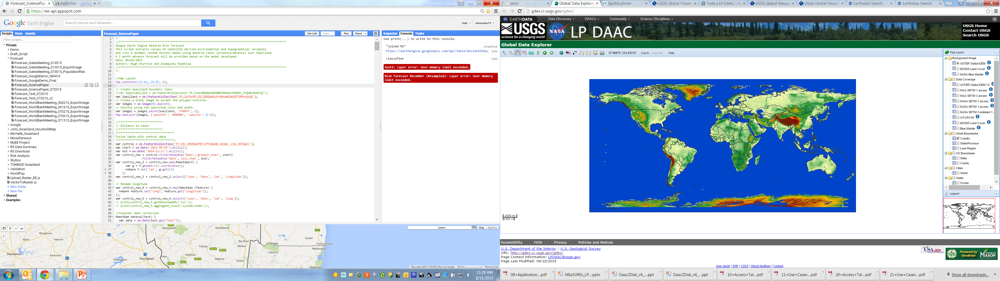 Forecast_SciencePap
ArifZefen
https://ee-api.appspot.com
Google Earth Engine
Search places and datasets...
Help
alemayehu79
Scripts Docs Assets
Filter scripts...
Private
Demo
Draft_Script
Forecast
Forecast_GatesMeeting_013015
Forecast_GatesMeeting_013015_ExportImage
Forecast_GatesMeeting_073015_PopulationRisk
Forecast_GoogleDemo_080415
Forecast_GoogleDemo_Final
Forecast_SciencePaper
Forecast_SciencePaper_072015
Forecast_Test_072015
Forecast_Test_072015_v2
Forecast_WorldBankMeeting_060215_ExportImage
Forecast_WorldBankMeeting_061615_ExportImage
Forecast_WorldBankMeeting_070215_ExportImage
Forecast_WorldBankMeeting_070615_ExportImage
Forecast_WorldBankMeeting_071315_ExportImage
Google
John_Swaziland_HousholdMap
Michelle_Swaziland
Missellaneous
MyEE Project
RS Data Summary
RS Download
Risk Analysis
Skybox
TOMNOD Swaziland
Validation
WorldPop
Upload_Raster_EE.js
VectorToRaster.js
+ New folder
+ New file
Shared
Examples
Forecast_SciencePaper
Get Link Save Run Reset
1 /*
2
3 Google Earth Engine Malaria Risk Forecast
4 This script extracts values of satellite derived environmental and topographical variables
5 and runs a dynamic random forests model using malaria cases (presence/absence) over Swaziland.
6 A 1 month advance forecast will be provided based on the model developed.
7 Date: 06/02/2015
8 Authors: Hugh Sturrock and Alemayehu Midekisa
9
10 */
11
12 //Map Layout
13 Map.setCenter(32.01,-26.87, 9);
14
15 // Create Swaziland boundary (new)
16 //var Swaziland_Old = ee.FeatureCollection(
17 var Swaziland = ee.FeatureCollection(
18 // Create a blank image to accept the polygon outlines.
19 var image1 = ee.Image(0).mask(0);
20 // Outline using the specified color and width.
21 var image2 = image1.paint(Swaziland, 'ff00ff', 2);
22 Map.addLayer(image2, {'palette': '000000', 'opacity': 0.5});
23
24
25 // Distance to Cases
26
27
28 Fusion table with control data
29
30 var control = ee.FeatureCollection(
31 var start = ee.Date('2012-09-03').millis();
32 var end = ee.Date('2014-12-13').millis();
33 var control_new = control.filterMetadata('Date','greater_than', start)
34 .filterMetadata('Date','less_than', end);
35 var control_new_2 = control_new.map(function(f) {
36 var g = f.geometry().coordinates();
37 return f.set('lat', g.get(1))
38 })
39 var control_new_3 = control_new_2.select(['Case', 'Date', 'lat', 'Longitude']);
40
41 // Rename longitude
42 var control_new_4 = control_new_3.map(function (feature) {
43 return feature.set("long", feature.get("Longitude"));
44 });
45 var control_new_5 = control_new_4.select(['Case', 'Date', 'lat', 'long']);
46 // print(control_new_5.getDownloadURL('csv'));
47 // print(control_new_5.aggregate_count('system:index'));
48
49 //Calander date conversion
50 function datecal(test) {
51 var date = ee.Date(test.get("Date"));
Inspector Console Tasks
Use print(...) to write to this console.
"joined RS" Formatted
https://earthengine.googleapis.com/api/table?docid=b566a... JSON
classifier JSON
test2: Layer error: User memory limit exceeded.
Risk Forecast December (Resampled): Layer error: User memory
limit exceeded.
Layers
Map Satellite
Morgenzon
Mankayané
Siphofaneni
Alpha
Hanover
Amsterdam
Daniel
Big Bend
Catuane
Ponta do Ouro
Kubuta
Matata
Mahlungulu
Standerton
Aankomst
Piet Retief
Gege
Hlatikulu
Ndumu
KwaNgema
Maloma
Nsoko
Malangeni
Google
Map data ©2015 AfriGIS (Pty) Ltd, Google 20 km Terms of Use
11:28 AM
8/31/2015
data
Global Data Explore
EarthExplorer
USGS Global Visualiz
Tools | LP DAAC :: N
USGS Global Visualiz
USGS Global Visualiz
Earthdata Search
Earthdata Search
gdex.cr.usgs.gov/gdex/
EARTHDATA
Data Discovery DAACs Community Science Disciplines
USGS
science for a changing world
NASA
LP DAAC
USGS Home
Contact USGS
Search USGS
Global Data Explorer
37.96875° 214.45313° Log In Log Out Help
Map Layers
Background Image
ASTER Global DEM
MODIS Land Cover
NASA Blue Marble
Data Coverage
ASTER Global DEM V2
NGA SRTM 1 arcsec
NGA SRTM 3 arcsec
NASA SRTM 1 arcsec
NASA SRTM 3 arcsec
NASA SRTM Combined 1
GTOPO30
MODIS Land Cover
Blue Marble
World Boundaries
Country
State/Province
Land Region
US Boundaries
State
County
Cities
World
Water
Ocean
Legend
2000 km
1000 mi
Accessibility FOIA Privacy Policies and Notices
U.S. Department of the Interior | U.S. Geological Survey
URL: http://gdex.cr.usgs.gov/gdex/
Page Contact Information: LPDAAC@usgs.gov
Page Last Modified: 04/10/2015
USA.gov
Powered by
GeoBrain
GEORGE
MASON
UNIVERSITY
User Guide | GMU | CSISS | About GeoBrain | Contact
08+Application....pdf
MEaSUREs_LP....pptx
Daac2Disk_v4_....ppt
Daac2Disk_v4_....ppt
10+Access+Tal....pdf
11+Use+Cases....pdf
20+Access+Tal....pdf
21+Use+Cases....pdf
Show all downloads...